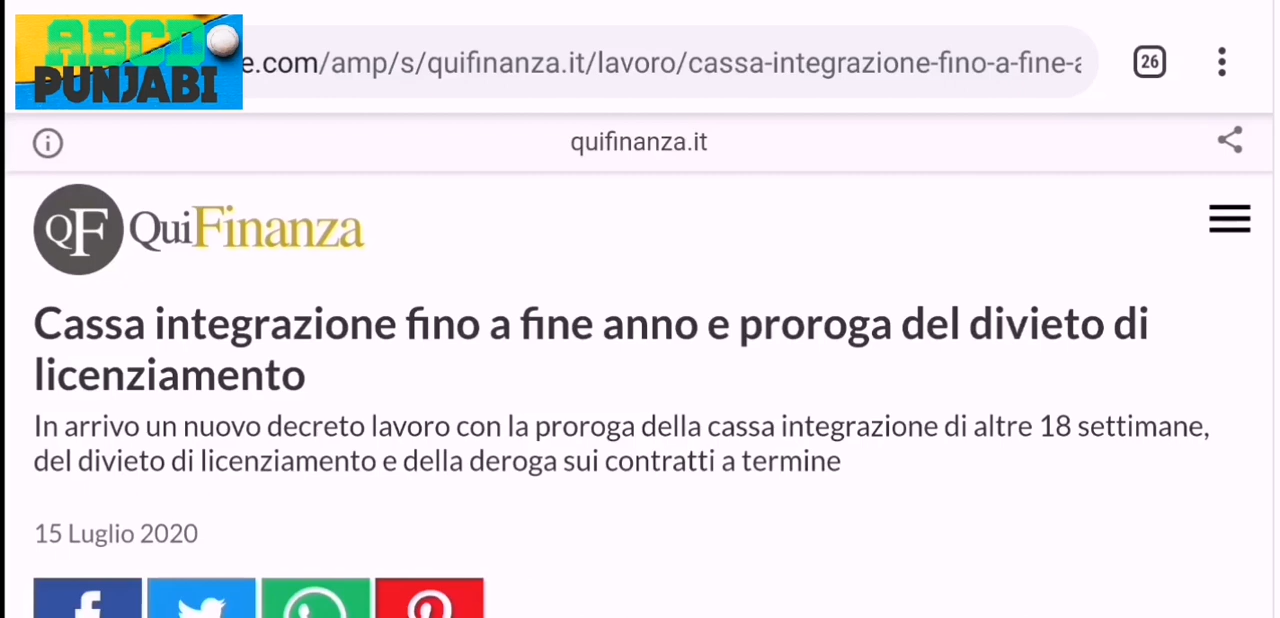 ABCD
PUNJABI
e.com/amp/s/quifinanza.it/lavoro/cassa-integrazione-fino-a-fine-a
26
quifinanza.it
QF QuiFinanza
Cassa integrazione fino a fine anno e proroga del divieto di
licenziamento
In arrivo un nuovo decreto lavoro con la proroga della cassa integrazione di altre 18 settimane,
del divieto di licenziamento e della deroga sui contratti a termine
15 Luglio 2020